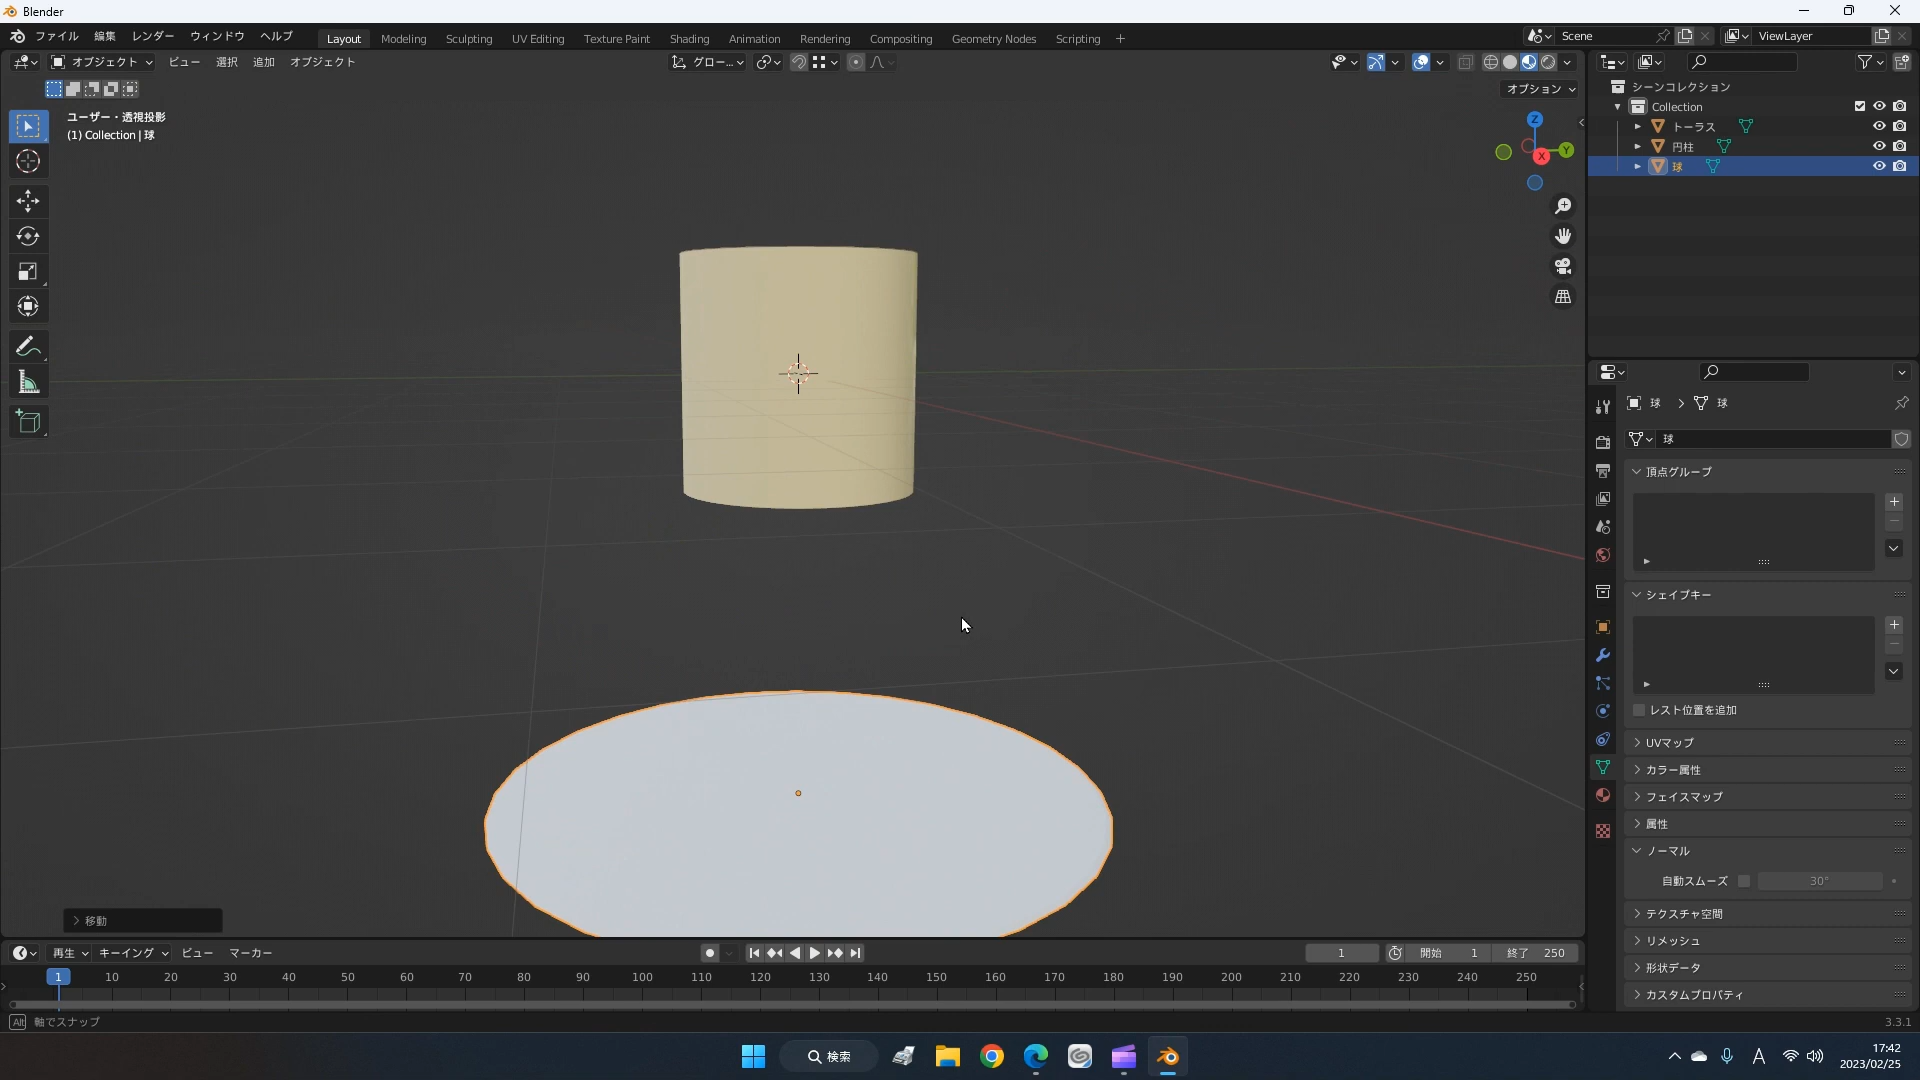 Blender
ファイル 編集 レンダー ウィンドウ ヘルプ Layout Modeling Sculpting UV Editing Texture Paint Shading Animation Rendering Compositing Geometry Nodes Scripting + Scene ViewLayer
オブジェクト ビュー 選択 追加 オブジェクト グロー...
オプション
ユーザー・透視投影
(1) Collection | 球
Z
Y
X
シーンコレクション
Collection
トーラス
円柱
球
球 球
球
頂点グループ
シェイプキー
レスト位置を追加
UVマップ
カラー属性
フェイスマップ
属性
ノーマル
自動スムーズ 30°
テクスチャ空間
リメッシュ
形状データ
カスタムプロパティ
移動
再生 キーイング ビュー マーカー 1 開始 1 終了 250
1 10 20 30 40 50 60 70 80 90 100 110 120 130 140 150 160 170 180 190 200 210 220 230 240 250
Alt 軸でスナップ 3.3.1
検索 A 17:42
2023/02/25